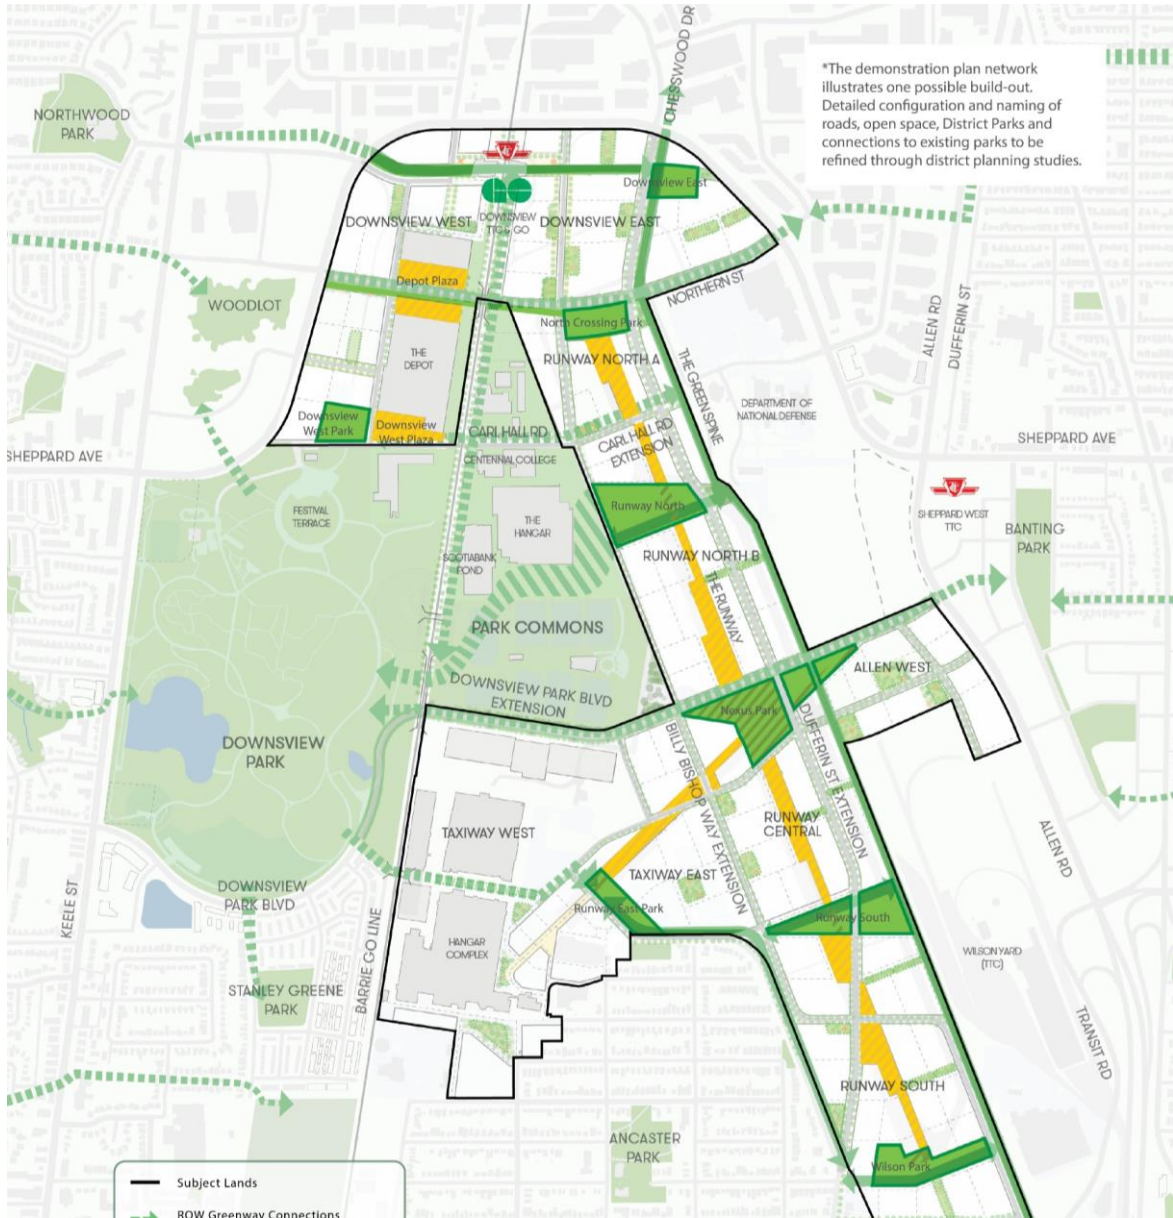 *The demonstration plan network
illustrates one possible build-out.
Detailed configuration and naming of
roads, open space, District Parks and
connections to existing parks to be
refined through district planning studies.
CHESSWOOD DR
NORTHWOOD
PARK
Downsview East
DOWNSVIEW WEST
DOWNSVIEW
TTC & GO
DOWNSVIEW EAST
Depot Plaza
NORTHERN ST
WOODLOT
ALLEN RD
DUFFERIN ST
North Crossing Park
THE
DEPOT
RUNWAY NORTH A
THE GREEN SPINE
DEPARTMENT OF
NATIONAL DEFENSE
Downsview
West Park
Downsview
West Plaza
CARL HALL RD
CARL HALL RD
EXTENSION
SHEPPARD AVE
SHEPPARD AVE
CENTENNIAL COLLEGE
FESTIVAL
TERRACE
THE
HANGAR
Runway North
SHEPPARD WEST
TTC
BANTING
PARK
SCOTIABANK
POND
RUNWAY NORTH B
THE RUNWAY
PARK COMMONS
ALLEN WEST
DOWNSVIEW PARK BLVD
EXTENSION
Nexus Park
DOWNSVIEW
PARK
BILLY BISHOP WAY EXTENSION
DUFFERIN ST EXTENSION
TAXIWAY WEST
RUNWAY
CENTRAL
ALLEN RD
TAXIWAY EAST
DOWNSVIEW
PARK BLVD
KEELE ST
Runway East Park
Runway South
BARRIE GO LINE
HANGAR
COMPLEX
WILSON YARD
(TTC)
STANLEY GREENE
PARK
TRANSIT RD
RUNWAY SOUTH
ANCASTER
PARK
Wilson Park
Subject Lands
ROW Greenway Connections